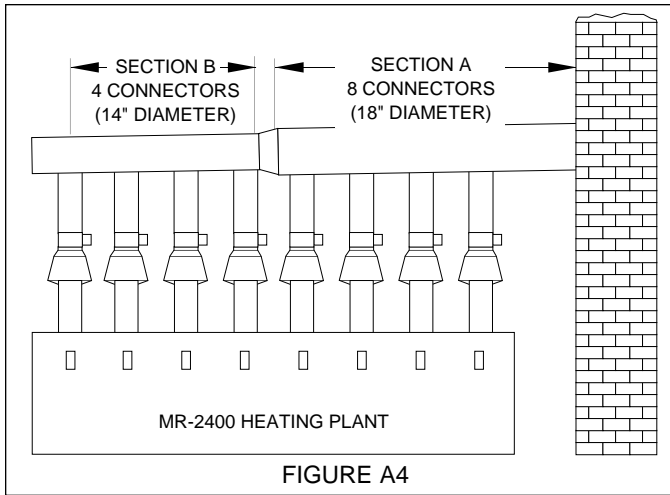 SECTION B
4 CONNECTORS
(14" DIAMETER)
SECTION A
8 CONNECTORS
(18" DIAMETER)
MR-2400 HEATING PLANT
FIGURE A4